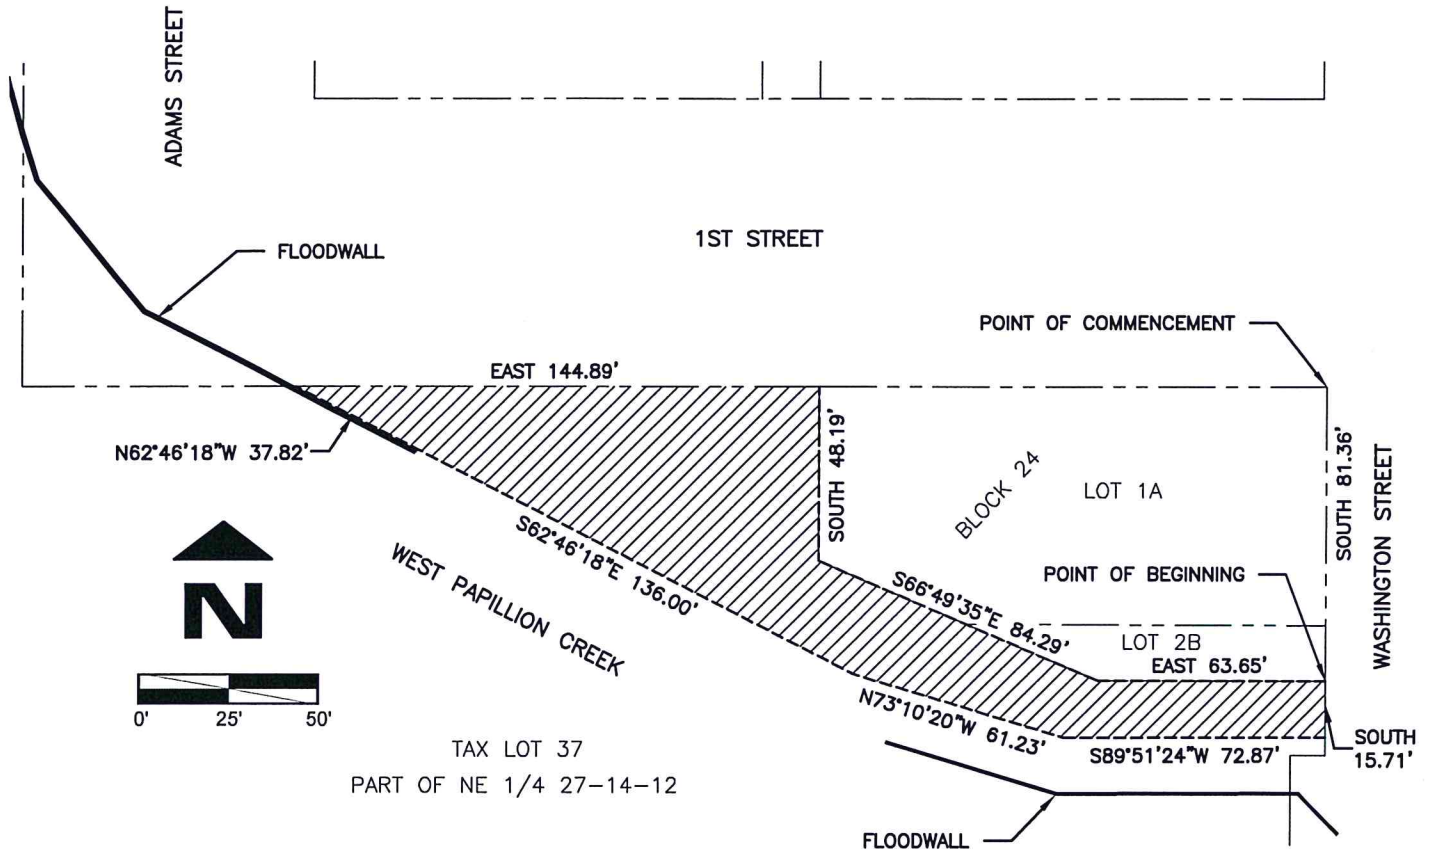 ADAMS STREET
1ST STREET
FLOODWALL
POINT OF COMMENCEMENT
EAST 144.89'
N62°46'18"W 37.82'
SOUTH 48.19'
BLOCK 24
LOT 1A
SOUTH 81.36'
WASHINGTON STREET
S62°46'18"E 136.00'
WEST PAPILLION CREEK
S66°49'35"E 84.29'
POINT OF BEGINNING
LOT 2B
EAST 63.65'
N
0' 25' 50'
N73°10'20"W 61.23'
S89°51'24"W 72.87'
SOUTH
15.71'
TAX LOT 37
PART OF NE 1/4 27-14-12
FLOODWALL